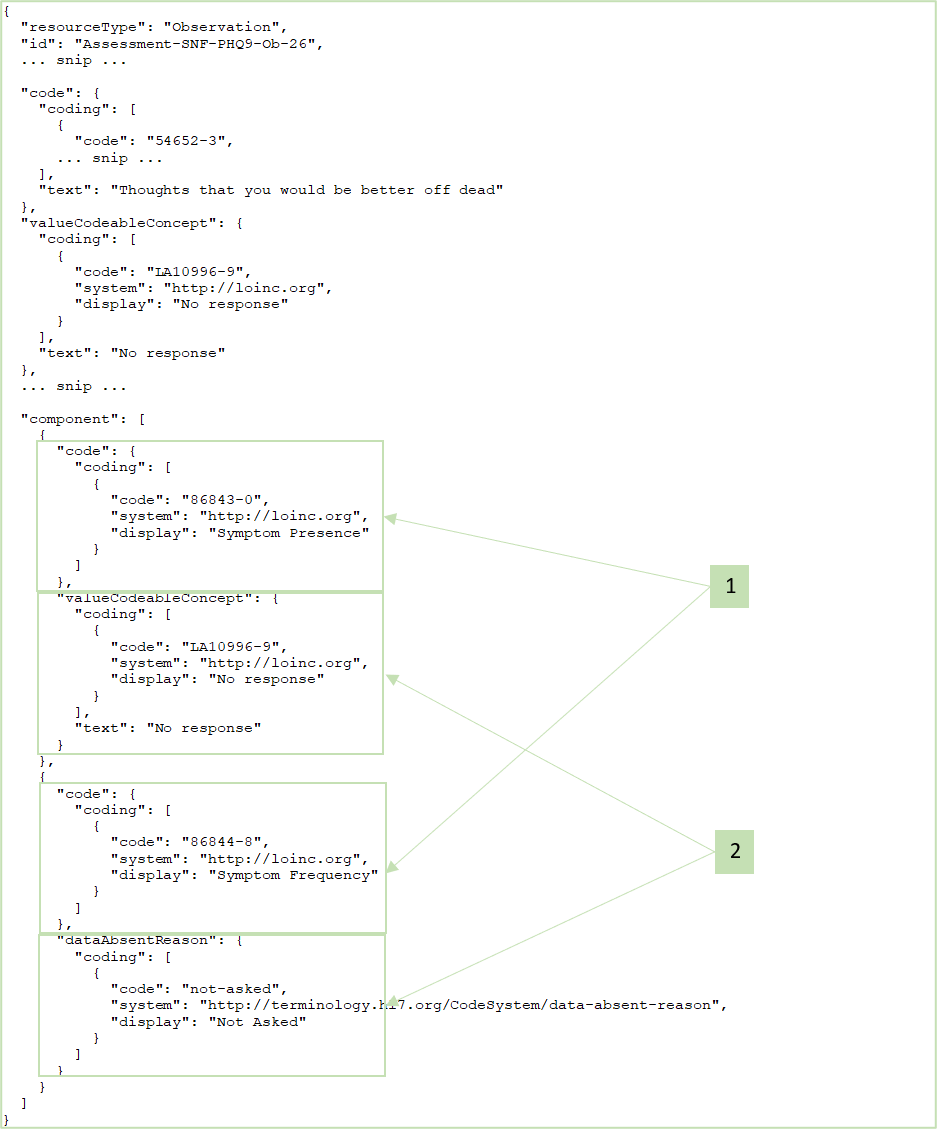 {
"resourceType": "Observation",
"id": "Assessment-SNF-PHQ9-Ob-26",
... snip ...
"code": {
"coding": [
{
"code": "54652-3",
... snip ...
],
"text": "Thoughts that you would be better off dead"
},
"valueCodeableConcept": {
"coding": [
{
"code": "LA10996-9",
"system": "http://loinc.org",
"display": "No response"
}
],
"text": "No response"
},
... snip ...
"component": [
{
"code": {
"coding": [
{
"code": "86843-0",
"system": "http://loinc.org",
"display": "Symptom Presence"
}
]
},
1
"valueCodeableConcept": {
"coding": [
{
"code": "LA10996-9",
"system": "http://loinc.org",
"display": "No response"
}
],
"text": "No response"
}
},
{
"code": {
"coding": [
{
"code": "86844-8",
"system": "http://loinc.org",
"display": "Symptom Frequency"
}
]
},
2
"dataAbsentReason": {
"coding": [
{
"code": "not-asked",
"system": "http://terminology.hl7.org/CodeSystem/data-absent-reason",
"display": "Not Asked"
}
]
}
}
]
}